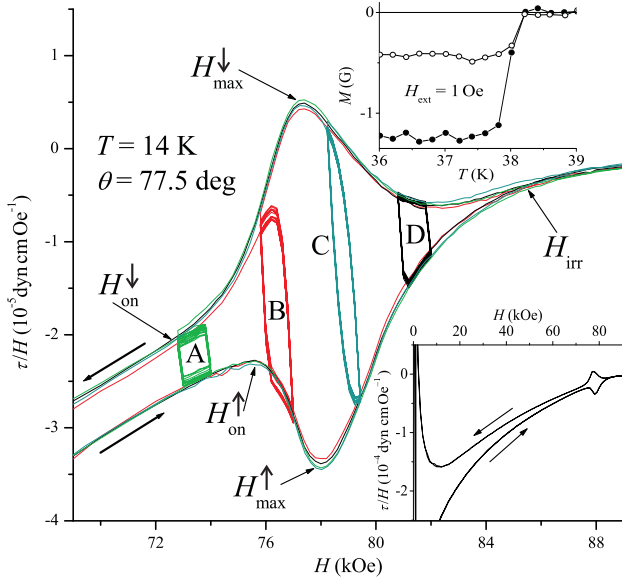 0
-1
M (G)
H_ext = 1 Oe
36 37 38 39
T (K)
H↓max
T = 14 K
θ = 77.5 deg
1
0
-1
-2
-3
-4
τ/H (10⁻⁵ dyn cm Oe⁻¹)
H↓on
A
B
C
D
H_irr
H↑on
H↑max
72 76 80 84 88
H (kOe)
H (kOe)
0 20 40 60 80
0
-1
-2
τ/H (10⁻⁴ dyn cm Oe⁻¹)